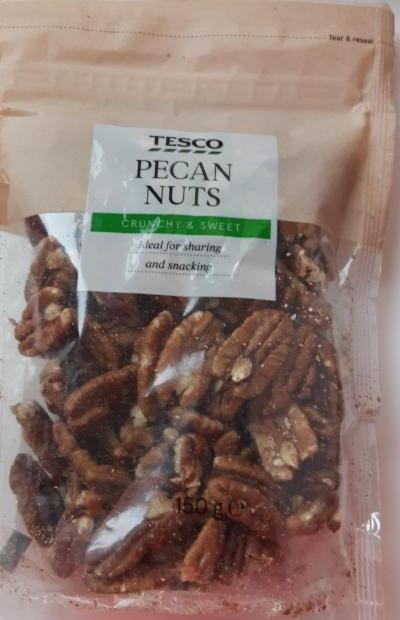 Tear & reseal
TESCO
PECAN
NUTS
CRUNCHY & SWEET
Ideal for sharing
and snacking
150 g ℮